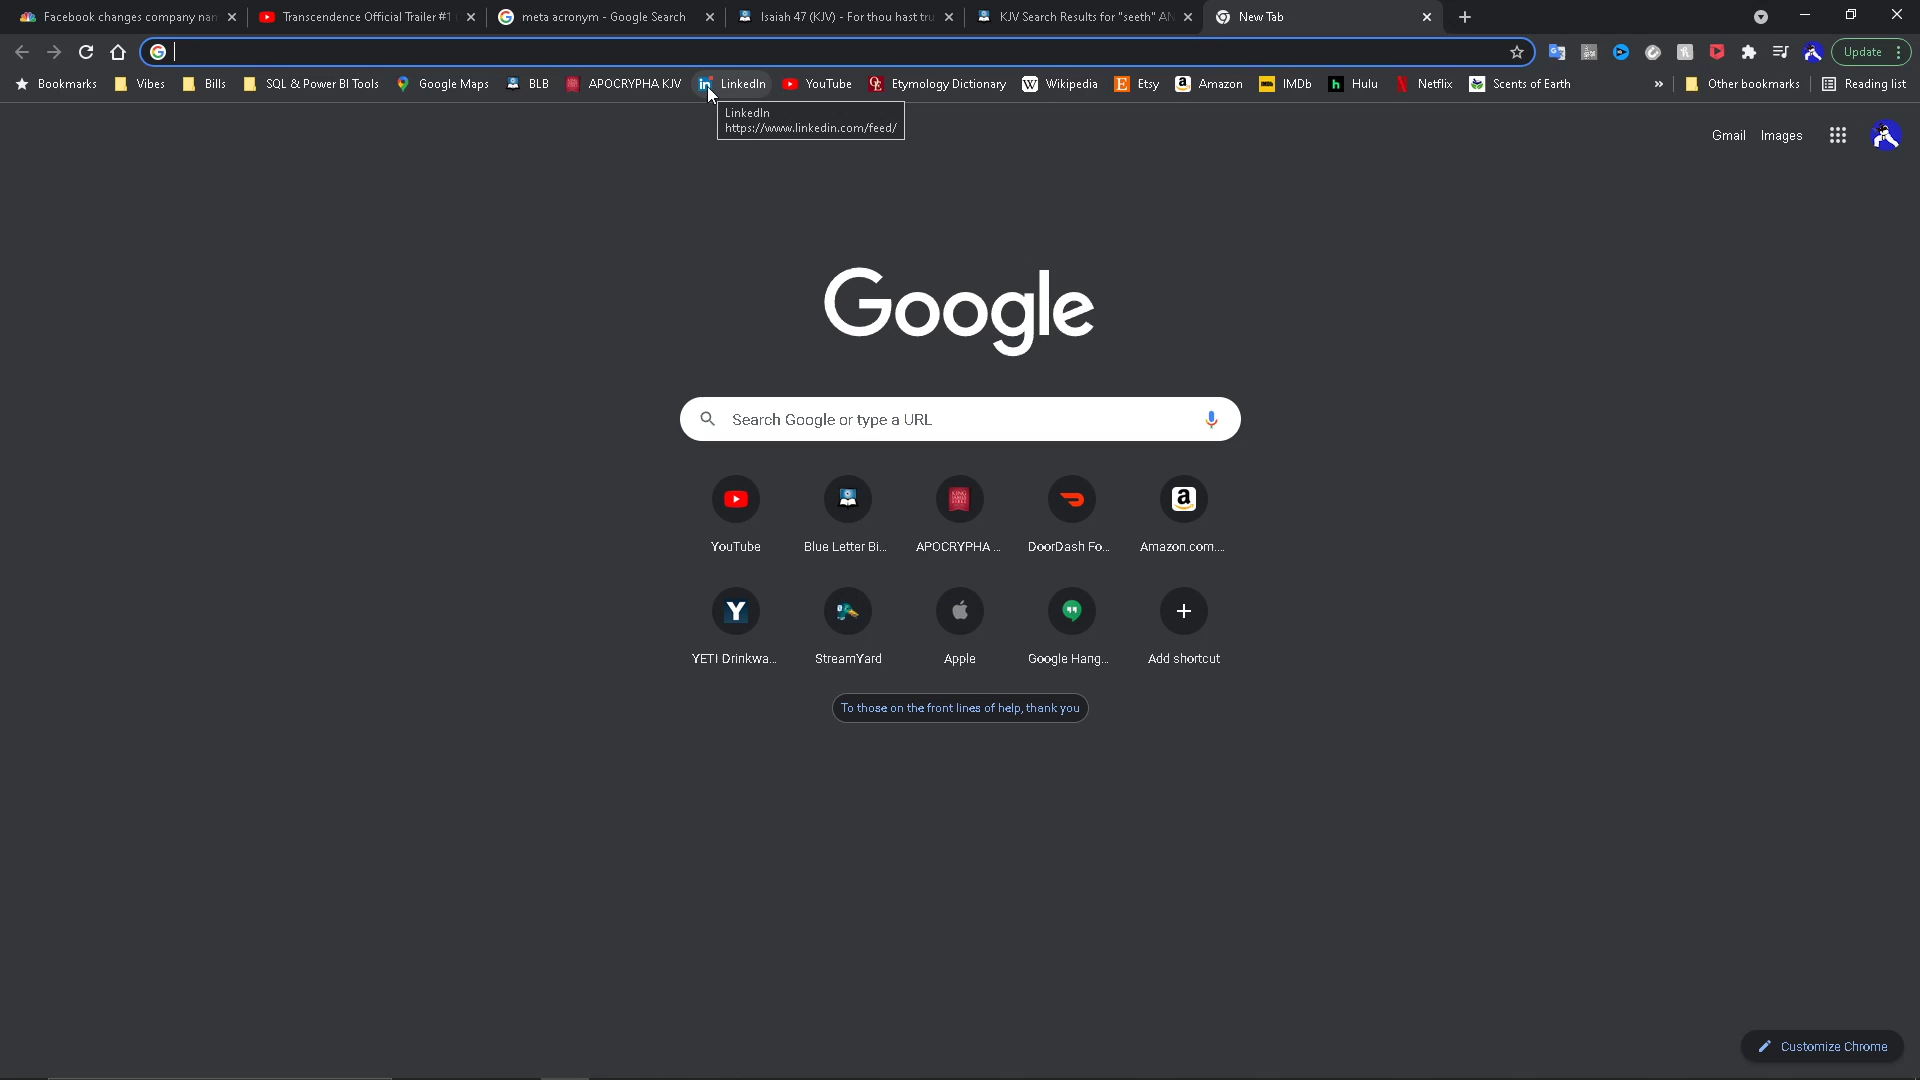 Facebook changes company nam
Transcendence Official Trailer #1 (
meta acronym - Google Search
Isaiah 47 (KJV) - For thou hast tru
KJV Search Results for "seeth" AN
New Tab
Update
Bookmarks
Vibes
Bills
SQL & Power BI Tools
Google Maps
BLB
APOCRYPHA KJV
LinkedIn
YouTube
Etymology Dictionary
Wikipedia
Etsy
Amazon
IMDb
Hulu
Netflix
Scents of Earth
»
Other bookmarks
Reading list
LinkedIn
https://www.linkedin.com/feed/
Gmail
Images
Google
Search Google or type a URL
YouTube
Blue Letter Bi...
APOCRYPHA ...
DoorDash Fo...
Amazon.com....
YETI Drinkwa...
StreamYard
Apple
Google Hang...
Add shortcut
To those on the front lines of help, thank you
Customize Chrome